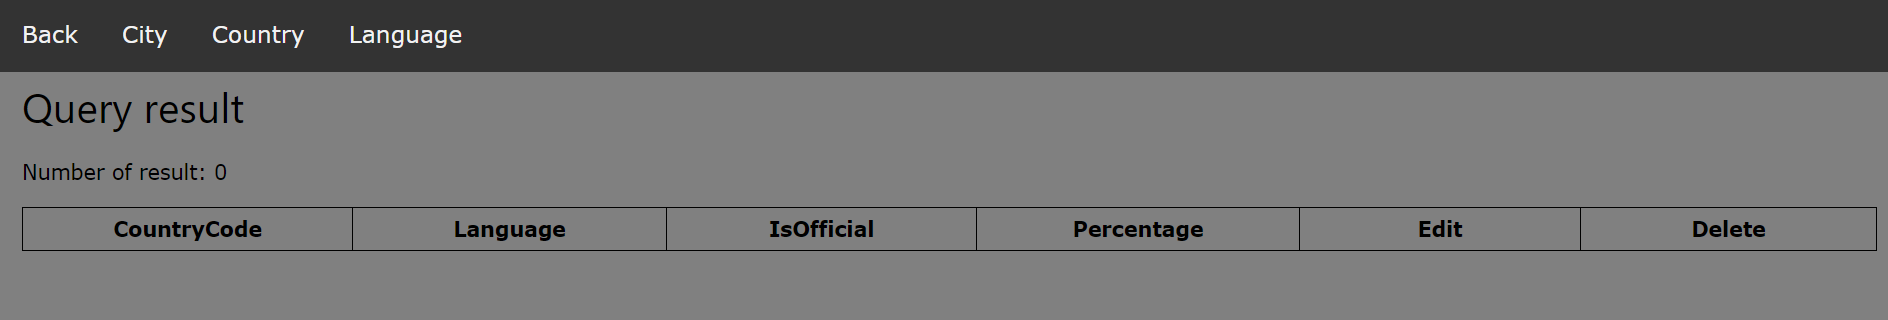 Back City Country Language
Query result
Number of result: 0
CountryCode Language IsOfficial Percentage Edit Delete